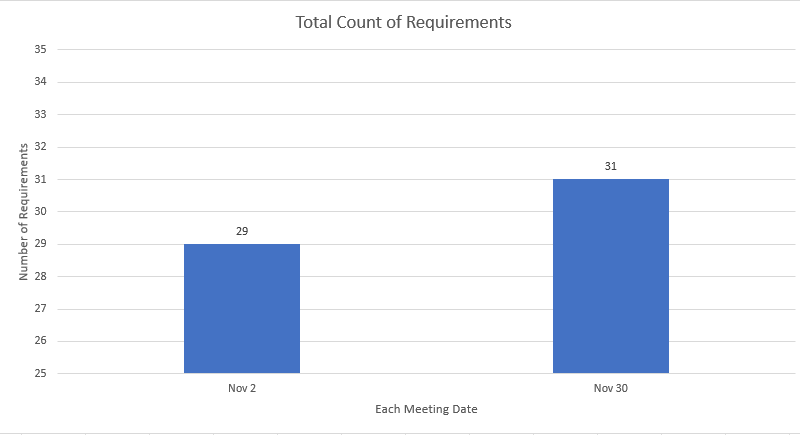 Total Count of Requirements
35
34
33
32
31
30
29
28
27
26
25
Number of Requirements
29
31
Nov 2
Nov 30
Each Meeting Date